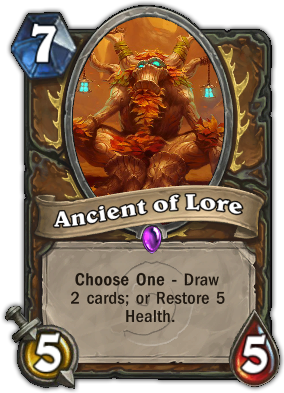 7
Ancient of Lore
Choose One - Draw
2 cards; or Restore 5
Health.
5 5